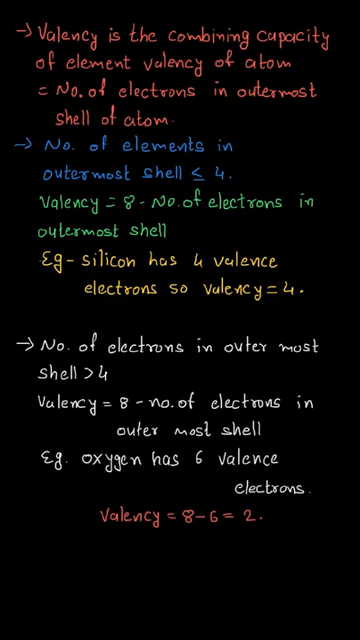 → Valency is the combining capacity
of element valency of atom
= No. of electrons in outermost
shell of atom.
→ No. of elements in
outermost shell ≤ 4.
Valency = 8 - No. of electrons in
outermost shell
Eg - silicon has 4 valence
electrons so valency = 4.
→ No. of electrons in outer most
shell > 4
Valency = 8 - no. of electrons in
outer most shell
Eg. oxygen has 6 valence
electrons.
Valency = 8 - 6 = 2.